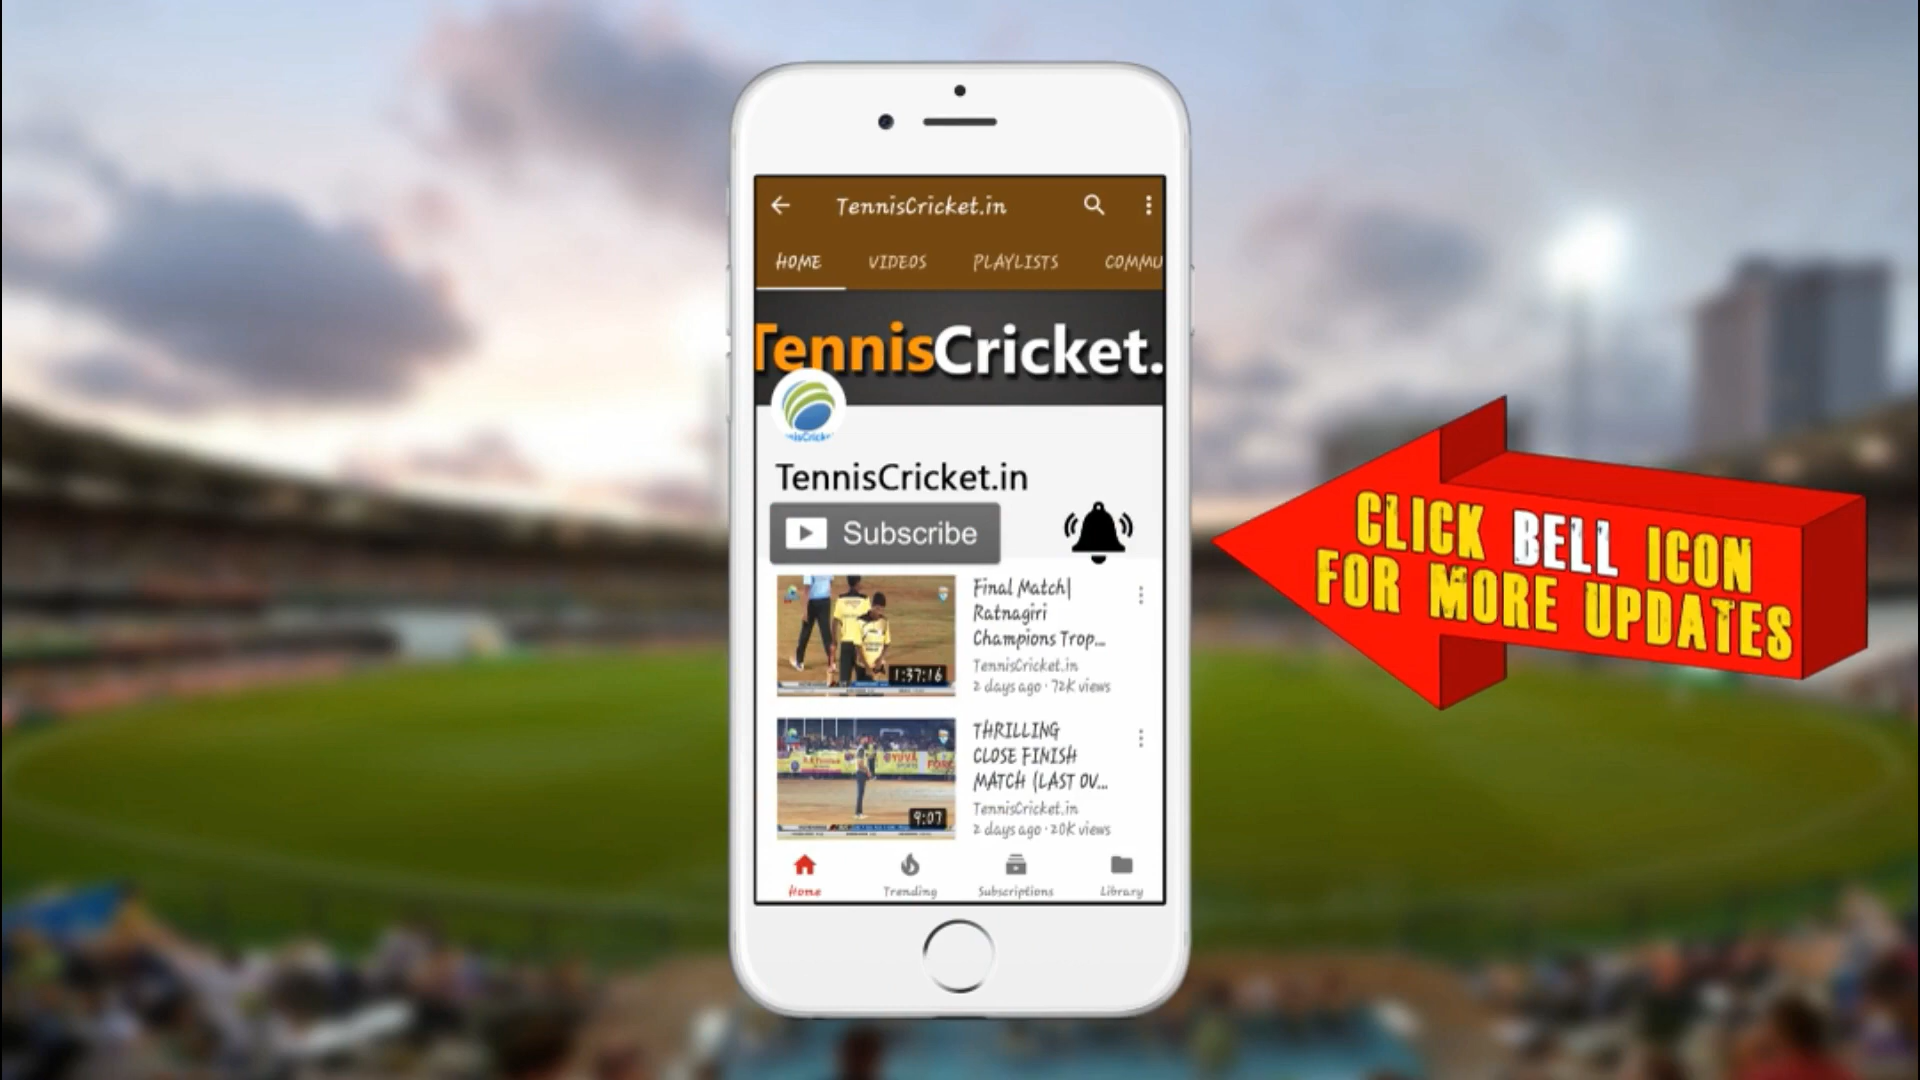 TennisCricket.in
HOME VIDEOS PLAYLISTS COMMU
TennisCricket.
TennisCricket.in
Subscribe
Final Match|
Ratnagiri
Champions Trop...
TennisCricket.in
2 days ago · 72K views
1:37:16
THRILLING
CLOSE FINISH
MATCH (LAST OV...
TennisCricket.in
2 days ago · 20K views
9:07
Home Trending Subscriptions Library
CLICK BELL ICON
FOR MORE UPDATES